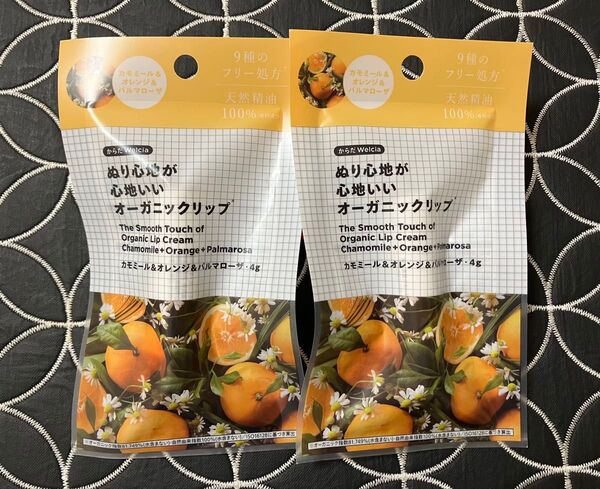 カモミール&
オレンジ&
パルマローザ
9種の
フリー処方*
天然精油
100%
からだWelcia
ぬり心地が
心地いい
オーガニックリップ*
The Smooth Touch of
Organic Lip Cream
Chamomile+Orange+Palmarosa
カモミール&オレンジ&パルマローザ・4g
カモミール&
オレンジ&
パルマローザ
9種の
フリー処方*
天然精油
100%
からだWelcia
ぬり心地が
心地いい
オーガニックリップ*
The Smooth Touch of
Organic Lip Cream
Chamomile+Orange+Palmarosa
カモミール&オレンジ&パルマローザ・4g